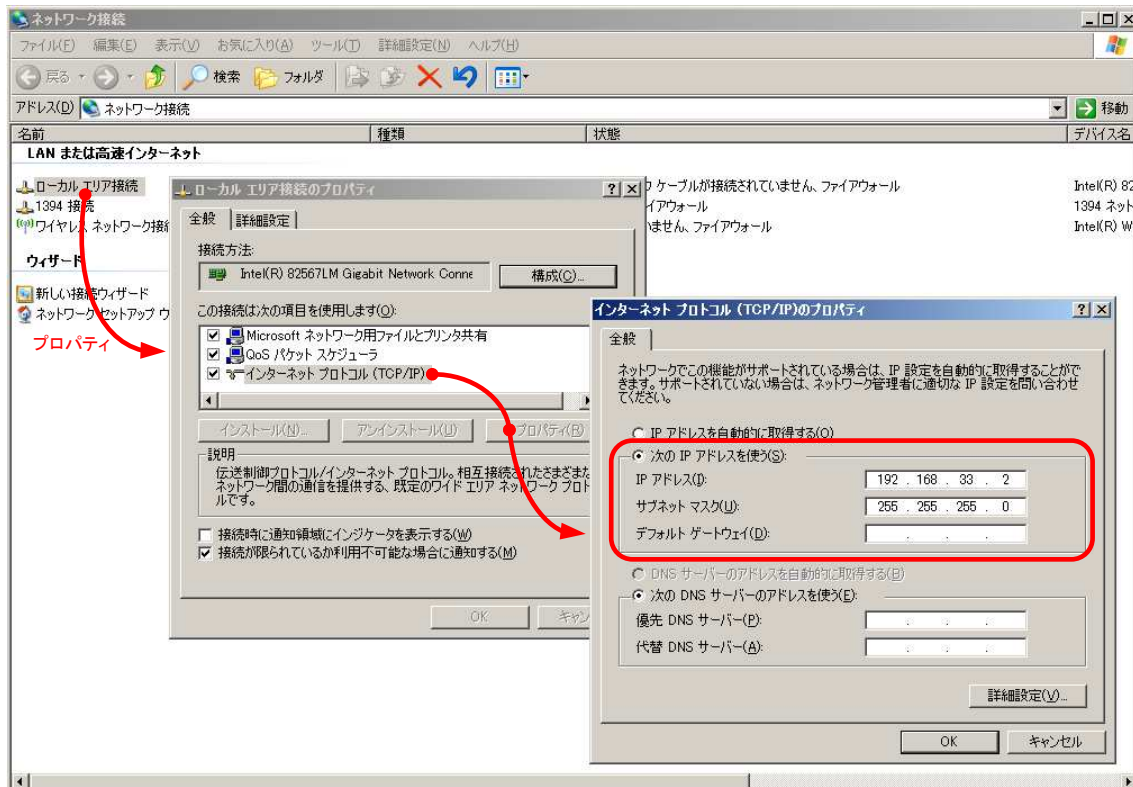 ネットワーク接続
ファイル(F) 編集(E) 表示(V) お気に入り(A) ツール(T) 詳細設定(N) ヘルプ(H)
戻る 検索 フォルダ
アドレス(D) ネットワーク接続 移動
名前 種類 状態 デバイス名
LAN または高速インターネット
ローカル エリア接続
1394 接続
ワイヤレス ネットワーク接続
ケーブルが接続されていません、ファイアウォール Intel(R) 82
イアウォール 1394 ネット
いません、ファイアウォール Intel(R) W
ウィザード
新しい接続ウィザード
ネットワーク セットアップ ウ
プロパティ
ローカル エリア接続のプロパティ
全般 詳細設定
接続方法:
Intel(R) 82567LM Gigabit Network Conne 構成(C)...
この接続は次の項目を使用します(O):
Microsoft ネットワーク用ファイルとプリンタ共有
QoS パケット スケジューラ
インターネット プロトコル (TCP/IP)
インストール(N)... アンインストール(U) プロパティ(R)
説明
伝送制御プロトコル/インターネット プロトコル。相互接続されたさまざまな
ネットワーク間の通信を提供する、既定のワイド エリア ネットワーク プロト
ルです。
接続時に通知領域にインジケータを表示する(W)
接続が限られているか利用不可能な場合に通知する(M)
OK キャン
インターネット プロトコル (TCP/IP)のプロパティ
全般
ネットワークでこの機能がサポートされている場合は、IP 設定を自動的に取得することがで
きます。サポートされていない場合は、ネットワーク管理者に適切な IP 設定を問い合わせ
てください。
IP アドレスを自動的に取得する(O)
次の IP アドレスを使う(S):
IP アドレス(I): 192 . 168 . 33 . 2
サブネット マスク(U): 255 . 255 . 255 . 0
デフォルト ゲートウェイ(D): . . .
DNS サーバーのアドレスを自動的に取得する(B)
次の DNS サーバーのアドレスを使う(E):
優先 DNS サーバー(P): . . .
代替 DNS サーバー(A): . . .
詳細設定(V)...
OK キャンセル